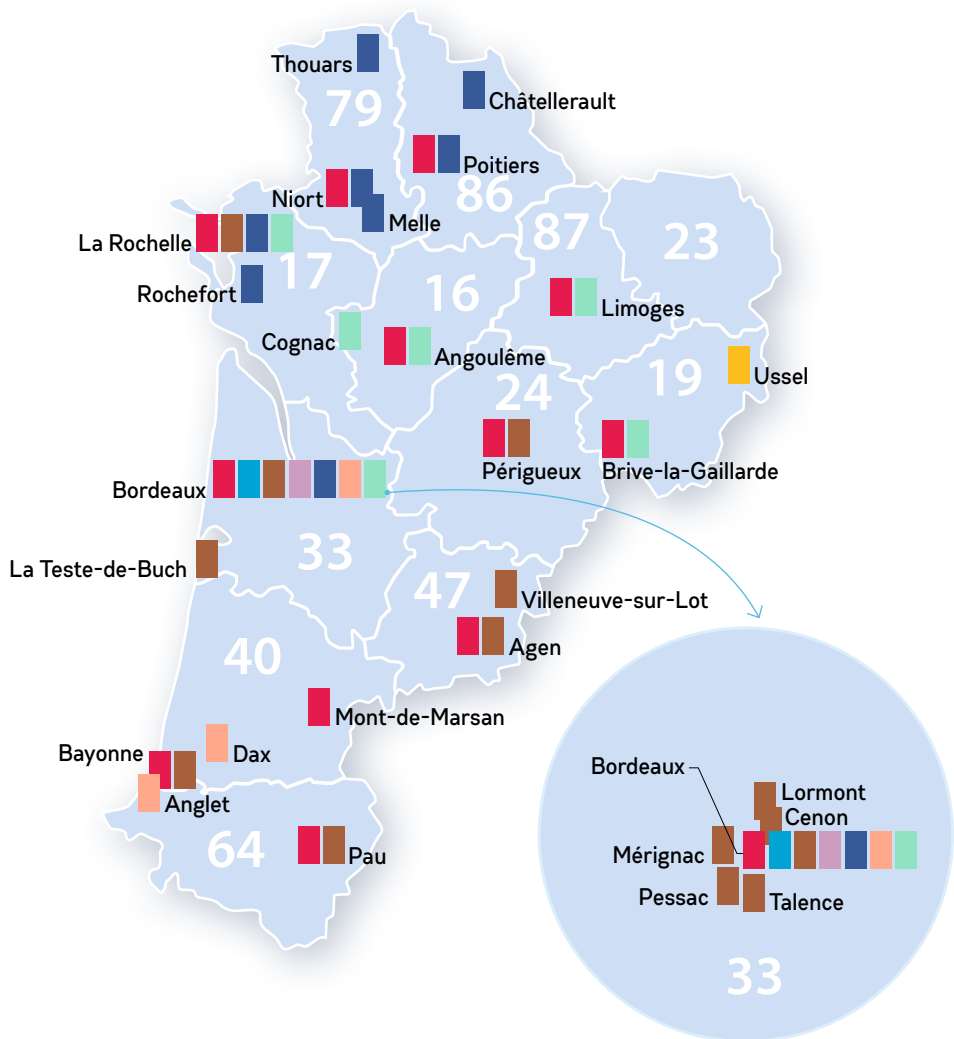 Thouars
79
Châtellerault
Poitiers
86
Niort
Melle
La Rochelle
87
23
17
Rochefort
16
Limoges
Cognac
Angoulême
19
Ussel
24
Périgueux
Brive-la-Gaillarde
Bordeaux
33
La Teste-de-Buch
47
Villeneuve-sur-Lot
Agen
40
Mont-de-Marsan
Bayonne
Dax
Anglet
64
Pau
Bordeaux
Lormont
Cenon
Mérignac
Pessac
Talence
33